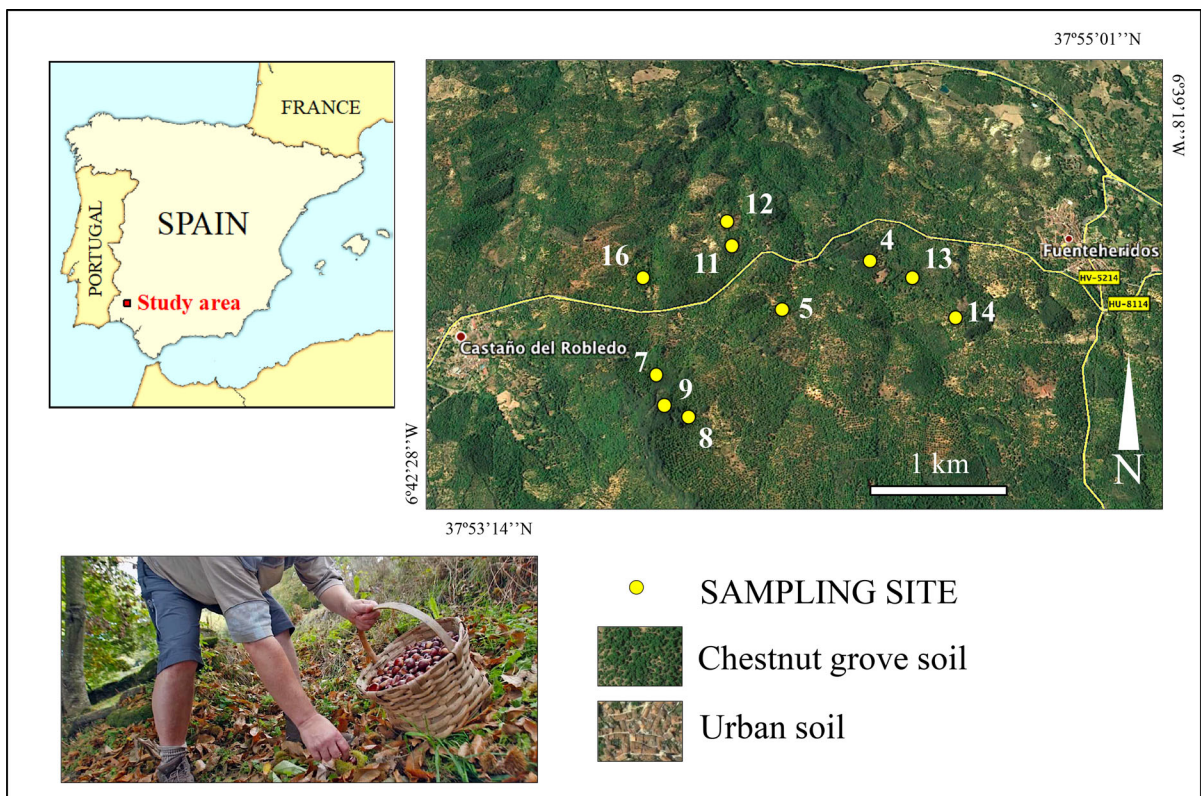 37º55’01’’N
6º39’18’’W
FRANCE
PORTUGAL
SPAIN
Study area
12
11
16
4
13
5
14
Fuenteheridos
HV-5214
HU-8114
Castaño del Robledo
7
9
8
1 km
N
6º42’28’’W
37º53’14’’N
SAMPLING SITE
Chestnut grove soil
Urban soil